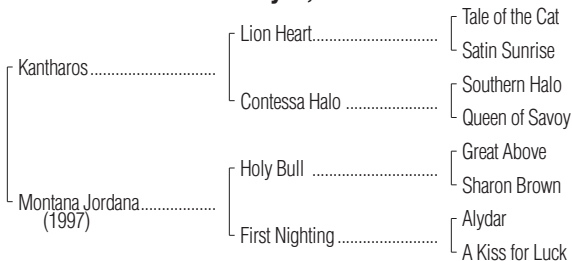 Tale of the Cat
Lion Heart
Satin Sunrise
Kantharos
Southern Halo
Contessa Halo
Queen of Savoy
Great Above
Holy Bull
Sharon Brown
Montana Jordana
(1997)
Alydar
First Nighting
A Kiss for Luck